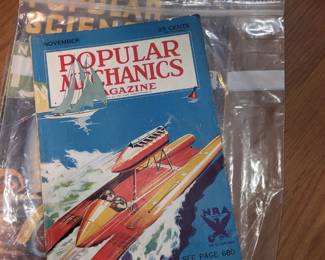 POPULAR
SCIENCE
NOVEMBER
25 CENTS
POPULAR
MECHANICS
MAGAZINE
NRA
SEE PAGE 680